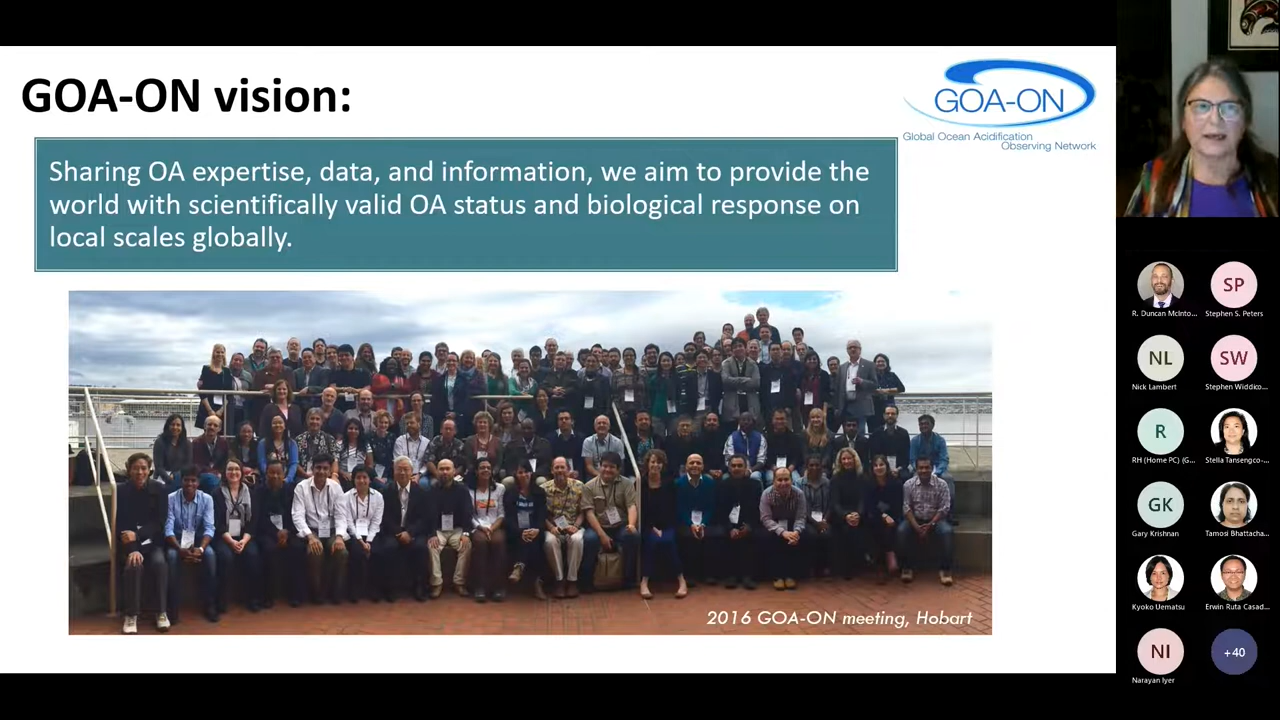 GOA-ON vision:
GOA-ON
Global Ocean Acidification
Observing Network
Sharing OA expertise, data, and information, we aim to provide the
world with scientifically valid OA status and biological response on
local scales globally.
2016 GOA-ON meeting, Hobart
R. Duncan McInto...
SP
Stephen S. Peters
NL
Nick Lambert
SW
Stephen Widdico...
R
RH (Home PC) (G...
Stella Tansengco-...
GK
Gary Krishnan
Tamosi Bhattacha...
Kyoko Uematsu
Erwin Ruta Casad...
NI
Narayan Iyer
+40